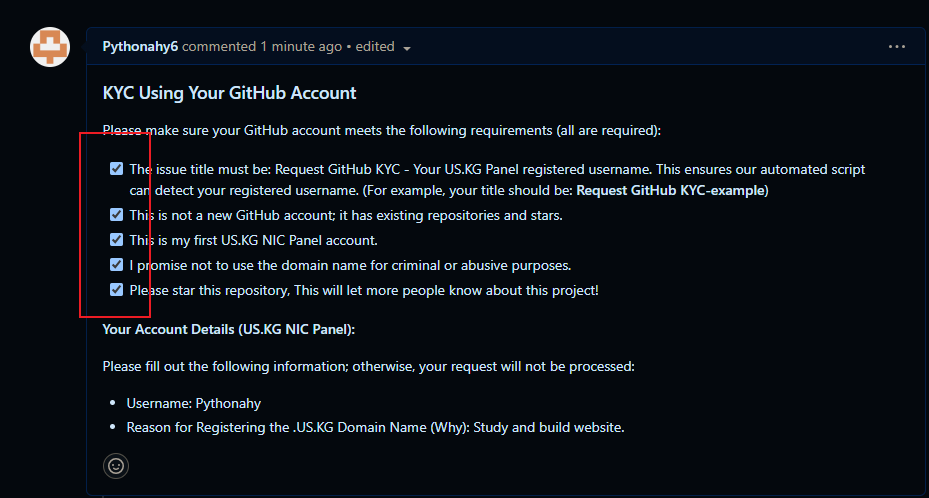 Pythonahy6 commented 1 minute ago • edited
KYC Using Your GitHub Account
Please make sure your GitHub account meets the following requirements (all are required):
The issue title must be: Request GitHub KYC - Your US.KG Panel registered username. This ensures our automated script
can detect your registered username. (For example, your title should be: Request GitHub KYC-example)
This is not a new GitHub account; it has existing repositories and stars.
This is my first US.KG NIC Panel account.
I promise not to use the domain name for criminal or abusive purposes.
Please star this repository, This will let more people know about this project!
Your Account Details (US.KG NIC Panel):
Please fill out the following information; otherwise, your request will not be processed:
• Username: Pythonahy
• Reason for Registering the .US.KG Domain Name (Why): Study and build website.